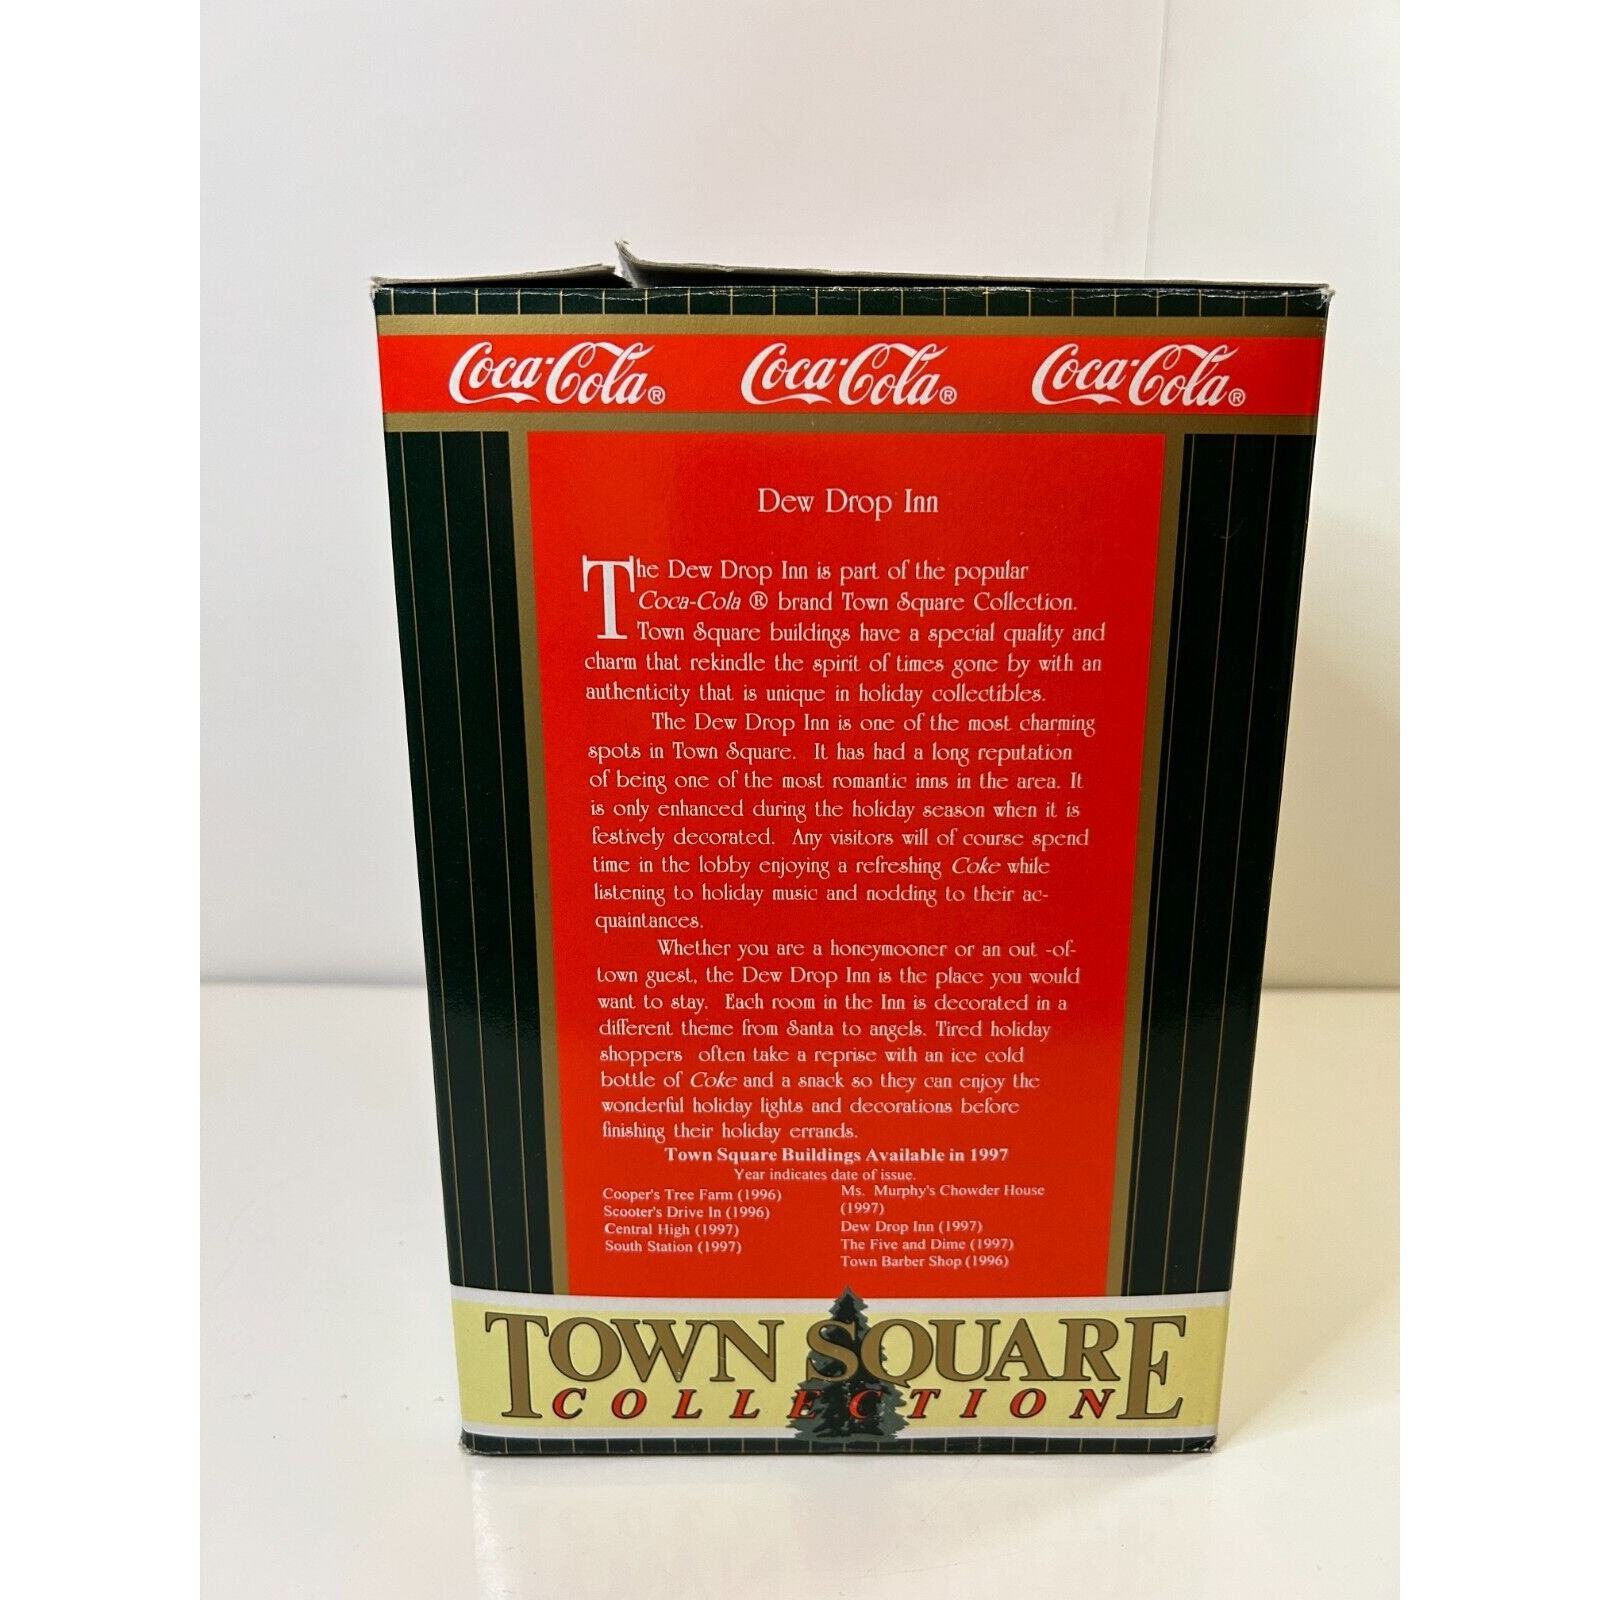 Coca-Cola® Coca-Cola® Coca-Cola®
Dew Drop Inn
The Dew Drop Inn is part of the popular
Coca-Cola ® brand Town Square Collection.
Town Square buildings have a special quality and
charm that rekindle the spirit of times gone by with an
authenticity that is unique in holiday collectibles.
The Dew Drop Inn is one of the most charming
spots in Town Square. It has had a long reputation
of being one of the most romantic inns in the area. It
is only enhanced during the holiday season when it is
festively decorated. Any visitors will of course spend
time in the lobby enjoying a refreshing Coke while
listening to holiday music and nodding to their ac-
quaintances.
Whether you are a honeymooner or an out -of-
town guest, the Dew Drop Inn is the place you would
want to stay. Each room in the Inn is decorated in a
different theme from Santa to angels. Tired holiday
shoppers often take a reprise with an ice cold
bottle of Coke and a snack so they can enjoy the
wonderful holiday lights and decorations before
finishing their holiday errands.
Town Square Buildings Available in 1997
Year indicates date of issue.
Cooper's Tree Farm (1996)
Scooter's Drive In (1996)
Central High (1997)
South Station (1997)
Ms. Murphy's Chowder House
(1997)
Dew Drop Inn (1997)
The Five and Dime (1997)
Town Barber Shop (1996)
TOWN SQUARE
COLLECTION